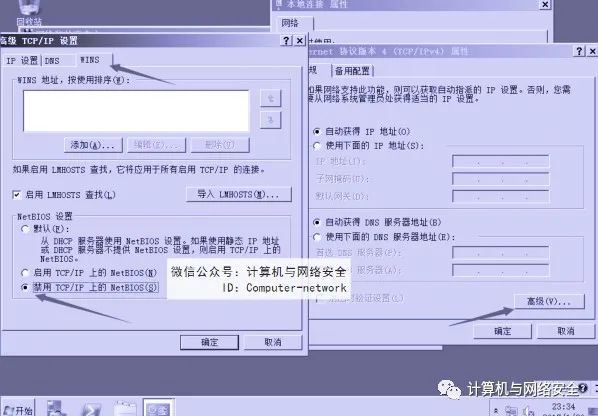 回收站
本地连接 属性
网络
高级 TCP/IP 设置
IP 设置 DNS WINS
WINS 地址，按使用排序(W):
添加(A)... 编辑(E)... 删除(V)
如果启用 LMHOSTS 查找，它将应用于所有启用 TCP/IP 的连接。
启用 LMHOSTS 查找(L)
导入 LMHOSTS(M)...
NetBIOS 设置
默认(F):
从 DHCP 服务器使用 NetBIOS 设置。如果使用静态 IP 地址
或 DHCP 服务器不提供 NetBIOS 设置，则启用 TCP/IP 上的
NetBIOS。
启用 TCP/IP 上的 NetBIOS(N)
禁用 TCP/IP 上的 NetBIOS(S)
确定 取消
ernet 协议版本 4 (TCP/IPv4) 属性
规 备用配置
如果网络支持此功能，则可以获取自动指派的 IP 设置。否则，您需
要从网络系统管理员处获得适当的 IP 设置。
自动获得 IP 地址(O)
使用下面的 IP 地址(S):
IP 地址(I):
子网掩码(U):
默认网关(D):
自动获得 DNS 服务器地址(B)
使用下面的 DNS 服务器地址(E):
首选 DNS 服务器(P):
服务器(A):
验证设置(L)
高级(V)...
确定 取消
微信公众号：计算机与网络安全
ID：Computer-network
开始
23:34
计算机与网络安全